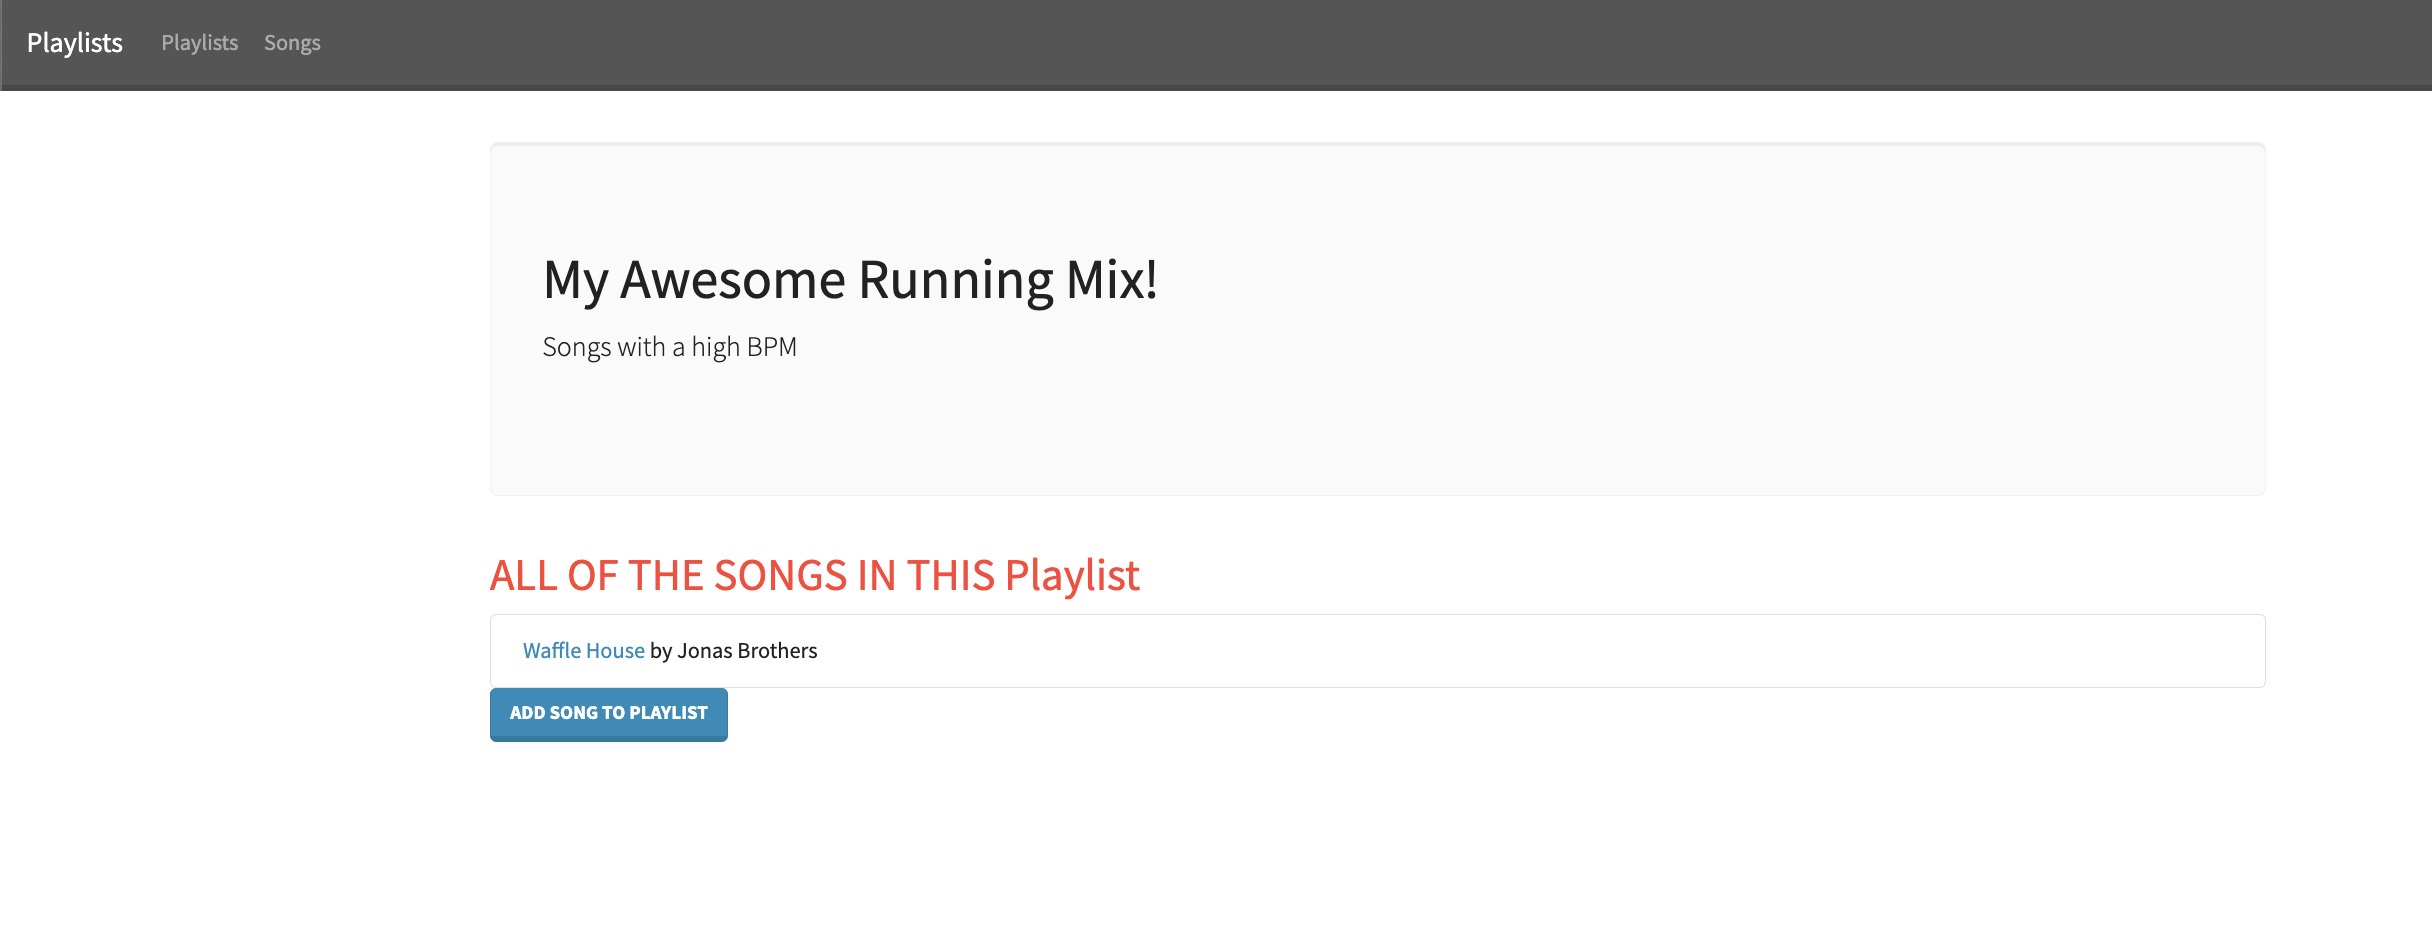 Playlists Playlists Songs
My Awesome Running Mix!
Songs with a high BPM
ALL OF THE SONGS IN THIS Playlist
Waffle House by Jonas Brothers
ADD SONG TO PLAYLIST